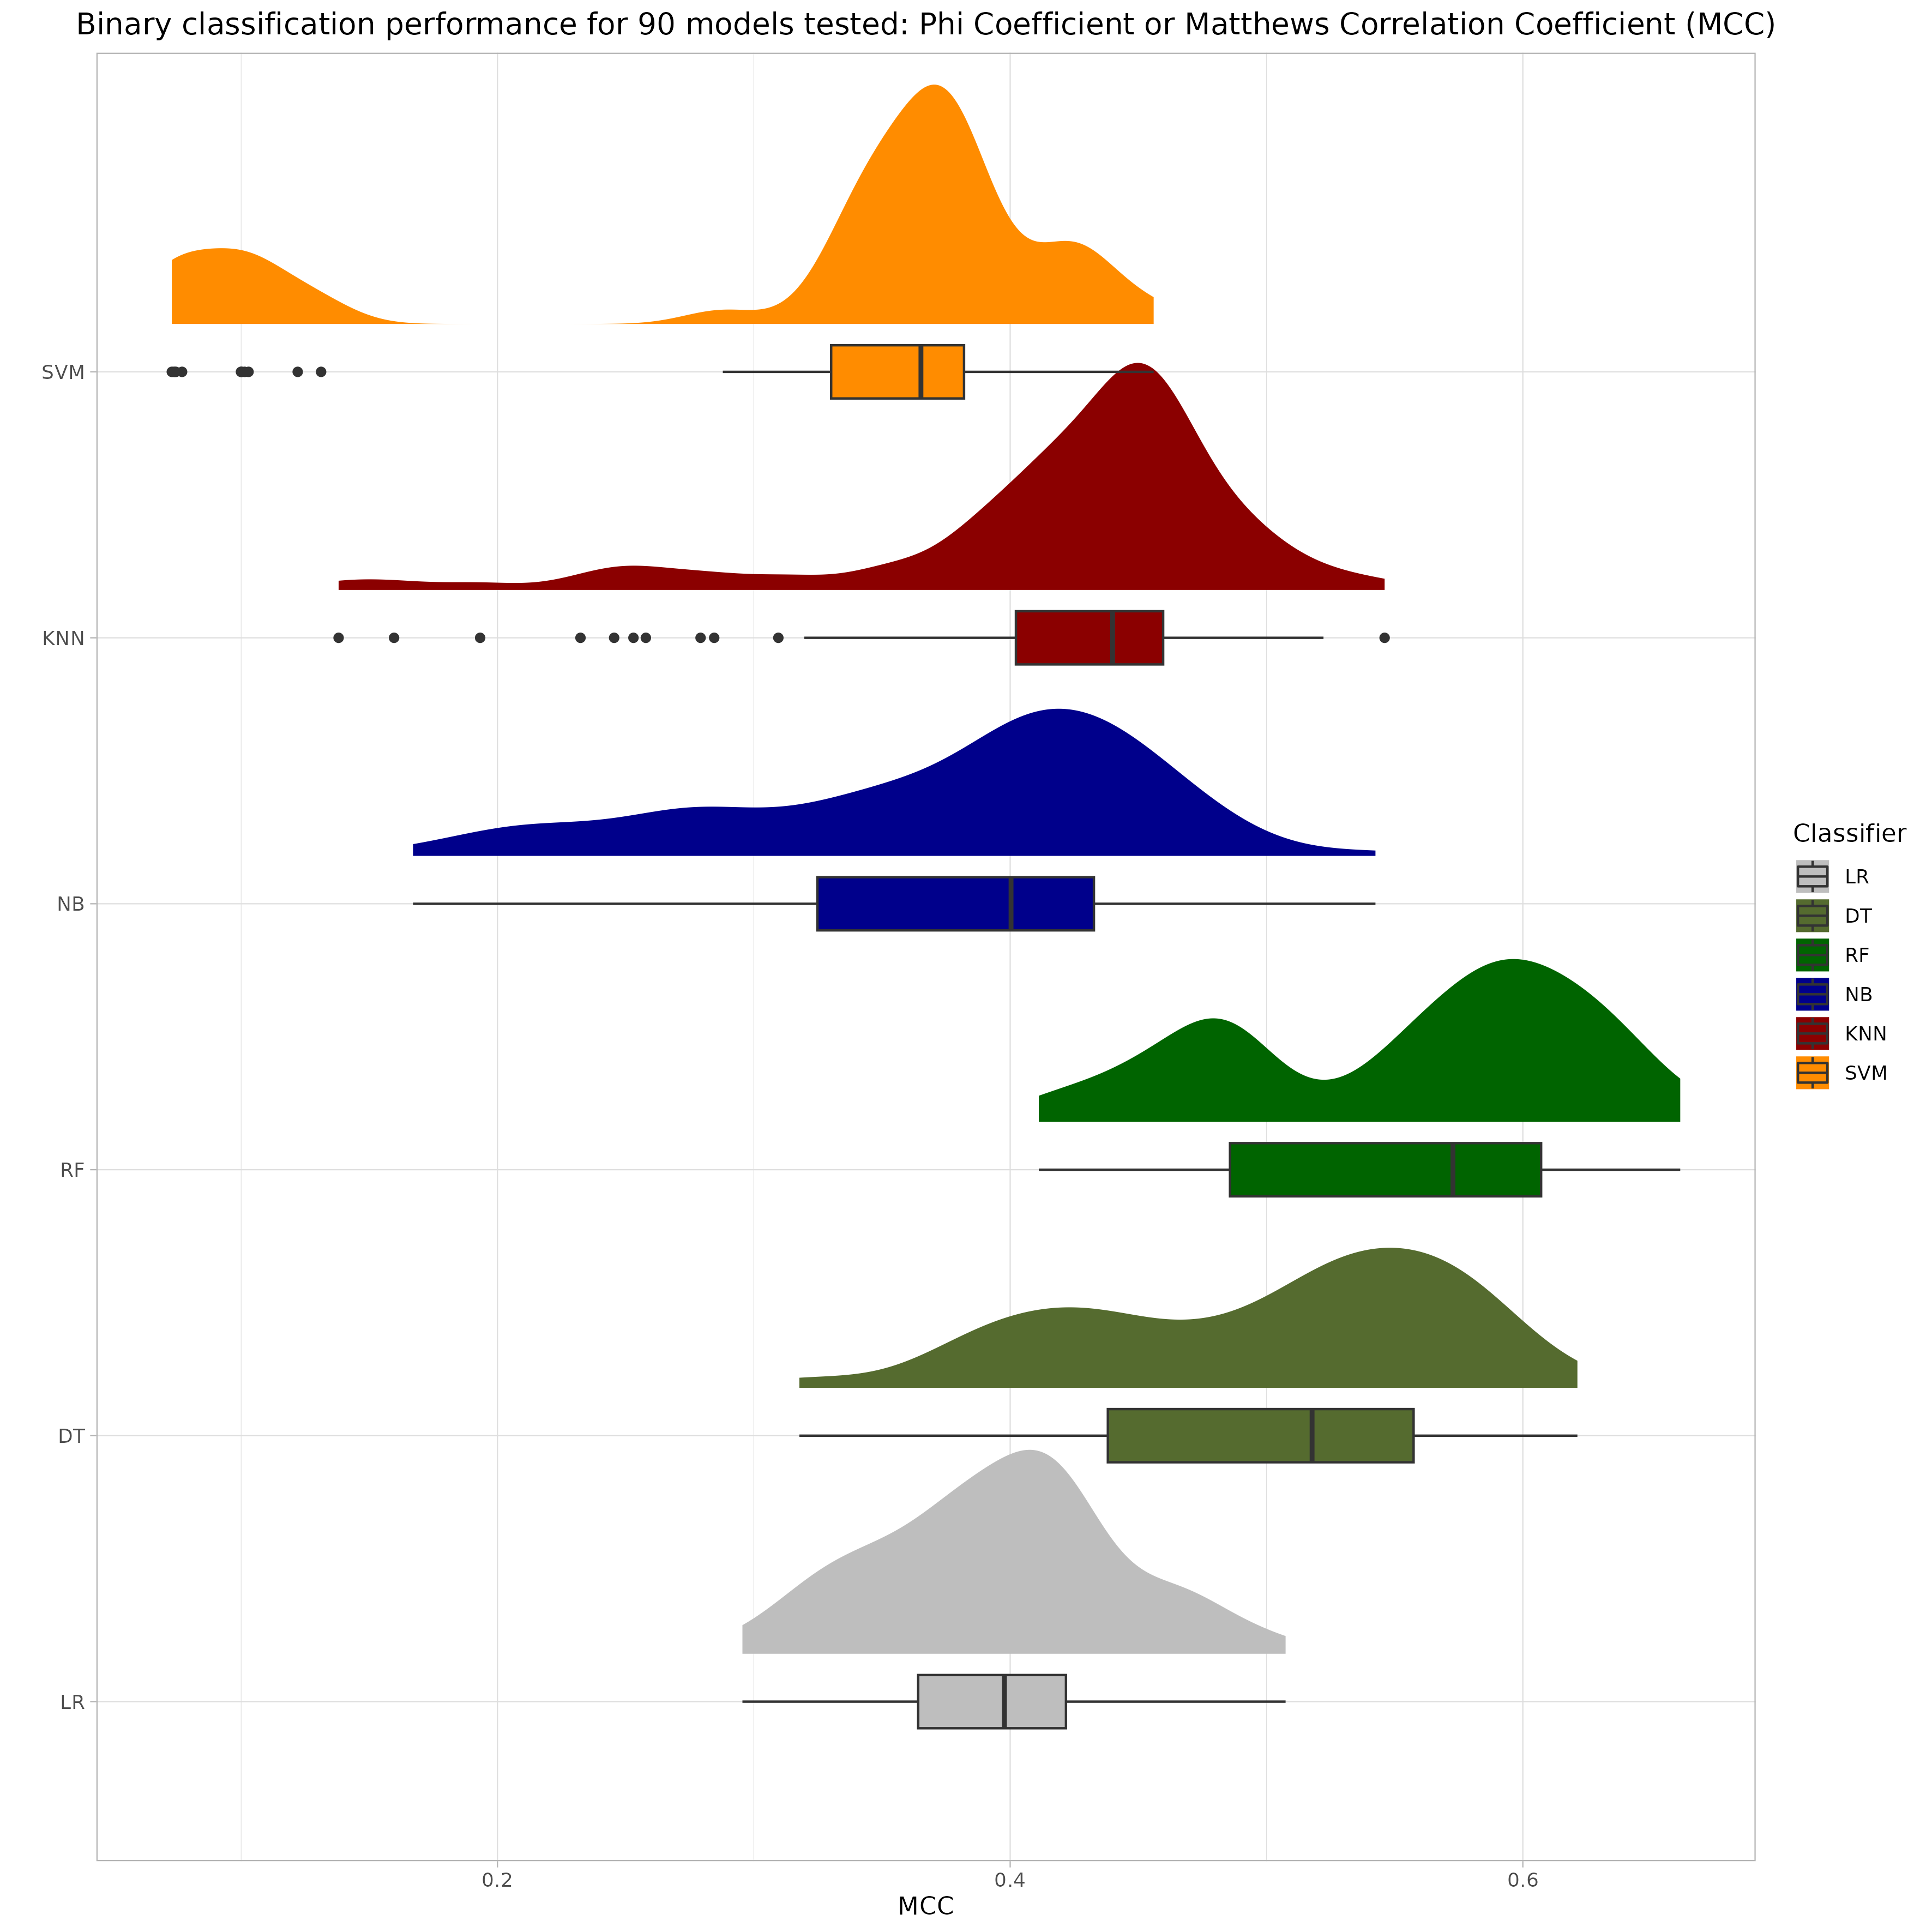 Binary classification performance for 90 models tested: Phi Coefficient or Matthews Correlation Coefficient (MCC)
SVM
KNN
NB
RF
DT
LR
0.2 0.4 0.6
MCC
Classifier
LR
DT
RF
NB
KNN
SVM